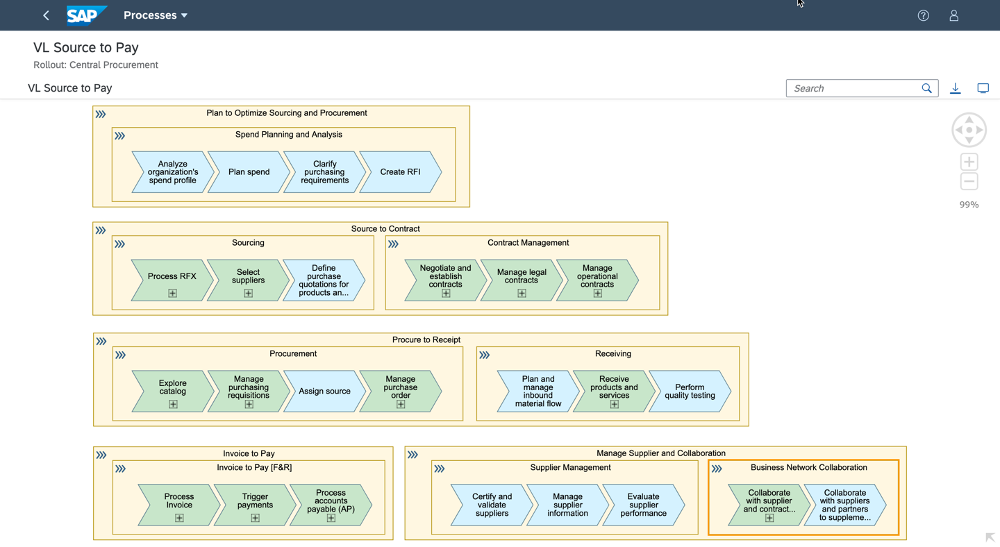 SAP Processes
VL Source to Pay
Rollout: Central Procurement
VL Source to Pay
Search
99%
Plan to Optimize Sourcing and Procurement
Spend Planning and Analysis
Analyze
organization's
spend profile
Plan spend
Clarify
purchasing
requirements
Create RFI
Source to Contract
Sourcing
Process RFX
Select
suppliers
Define
purchase
quotations for
products an...
Contract Management
Negotiate and
establish
contracts
Manage legal
contracts
Manage
operational
contracts
Procure to Receipt
Procurement
Explore
catalog
Manage
purchasing
requisitions
Assign source
Manage
purchase
order
Receiving
Plan and
manage
inbound
material flow
Receive
products and
services
Perform
quality testing
Invoice to Pay
Invoice to Pay [F&R]
Process
Invoice
Trigger
payments
Process
accounts
payable (AP)
Manage Supplier and Collaboration
Supplier Management
Certify and
validate
suppliers
Manage
supplier
information
Evaluate
supplier
performance
Business Network Collaboration
Collaborate
with supplier
and contract...
Collaborate
with suppliers
and partners
to suppleme...